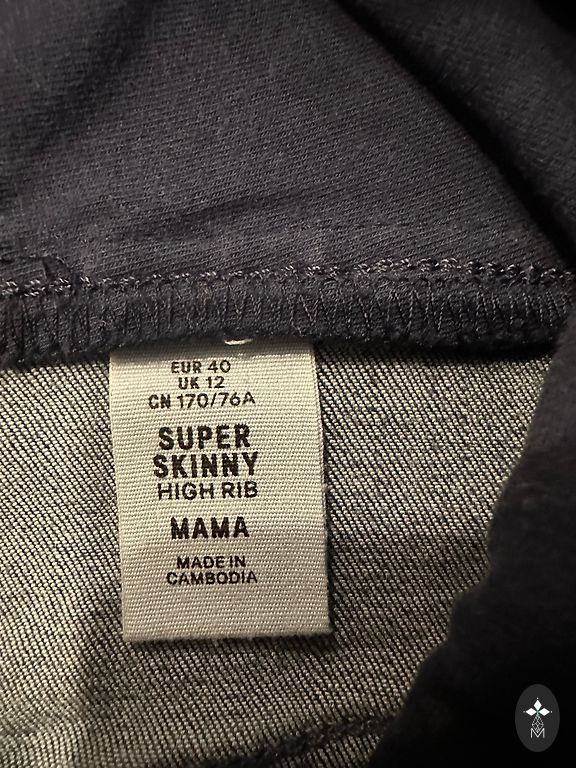 EUR 40
UK 12
CN 170/76A
SUPER
SKINNY
HIGH RIB
MAMA
MADE IN
CAMBODIA
M